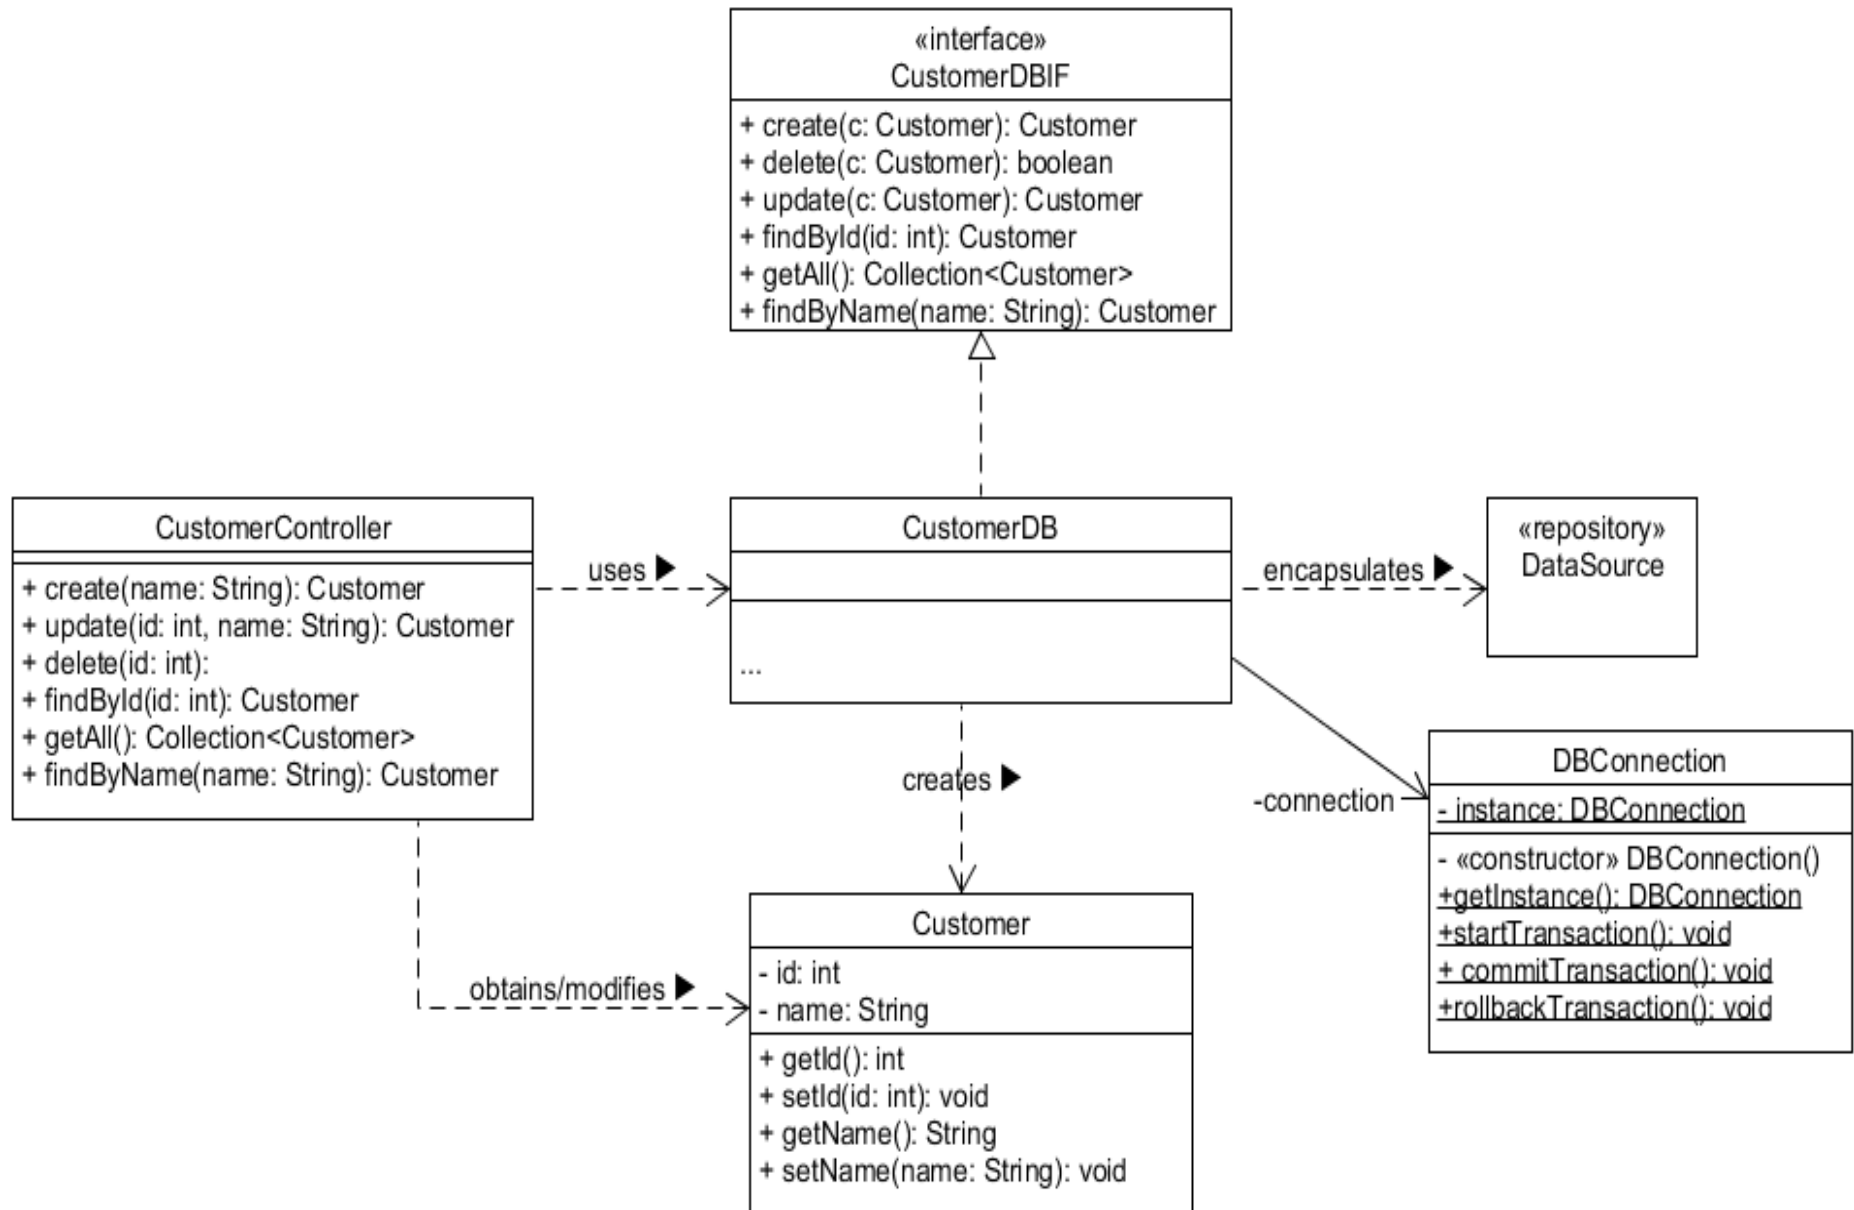 «interface»
CustomerDBIF
+ create(c: Customer): Customer
+ delete(c: Customer): boolean
+ update(c: Customer): Customer
+ findById(id: int): Customer
+ getAll(): Collection<Customer>
+ findByName(name: String): Customer
CustomerController
+ create(name: String): Customer
+ update(id: int, name: String): Customer
+ delete(id: int):
+ findById(id: int): Customer
+ getAll(): Collection<Customer>
+ findByName(name: String): Customer
uses ▶
CustomerDB
...
encapsulates ▶
«repository»
DataSource
creates ▶
-connection
DBConnection
- instance: DBConnection
- «constructor» DBConnection()
+getInstance(): DBConnection
+startTransaction(): void
+ commitTransaction(): void
+rollbackTransaction(): void
obtains/modifies ▶
Customer
- id: int
- name: String
+ getId(): int
+ setId(id: int): void
+ getName(): String
+ setName(name: String): void